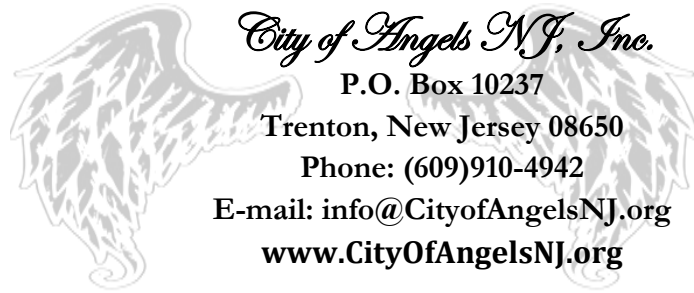 City of Angels NJ, Inc.
P.O. Box 10237
Trenton, New Jersey 08650
Phone: (609)910-4942
E-mail: info@CityofAngelsNJ.org
www.CityOfAngelsNJ.org